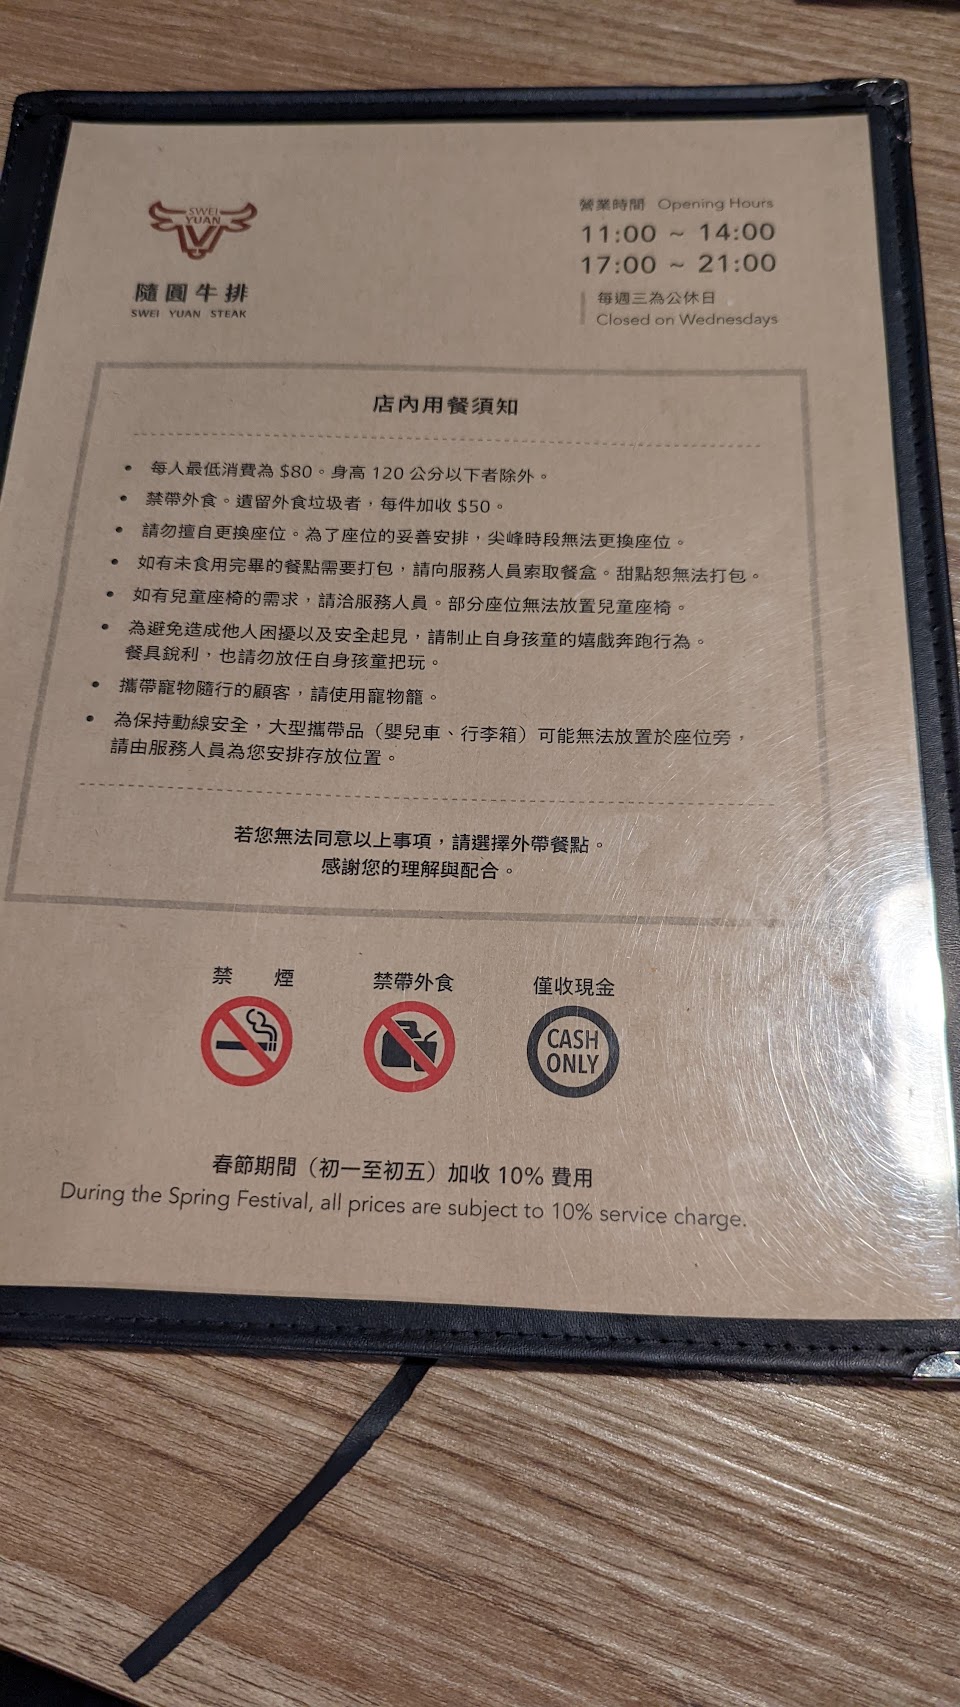 SWEI
YUAN
隨圓牛排
SWEI YUAN STEAK
營業時間 Opening Hours
11:00 ~ 14:00
17:00 ~ 21:00
每週三為公休日
Closed on Wednesdays
店內用餐須知
• 每人最低消費為 $80。身高 120 公分以下者除外。
• 禁帶外食。遺留外食垃圾者，每件加收 $50。
• 請勿擅自更換座位。為了座位的妥善安排，尖峰時段無法更換座位。
• 如有未食用完畢的餐點需要打包，請向服務人員索取餐盒。甜點恕無法打包。
• 如有兒童座椅的需求，請洽服務人員。部分座位無法放置兒童座椅。
• 為避免造成他人困擾以及安全起見，請制止自身孩童的嬉戲奔跑行為。
餐具銳利，也請勿放任自身孩童把玩。
• 攜帶寵物隨行的顧客，請使用寵物籠。
• 為保持動線安全，大型攜帶品（嬰兒車、行李箱）可能無法放置於座位旁，
請由服務人員為您安排存放位置。
若您無法同意以上事項，請選擇外帶餐點。
感謝您的理解與配合。
禁 煙
禁帶外食
僅收現金
CASH
ONLY
春節期間（初一至初五）加收 10% 費用
During the Spring Festival, all prices are subject to 10% service charge.